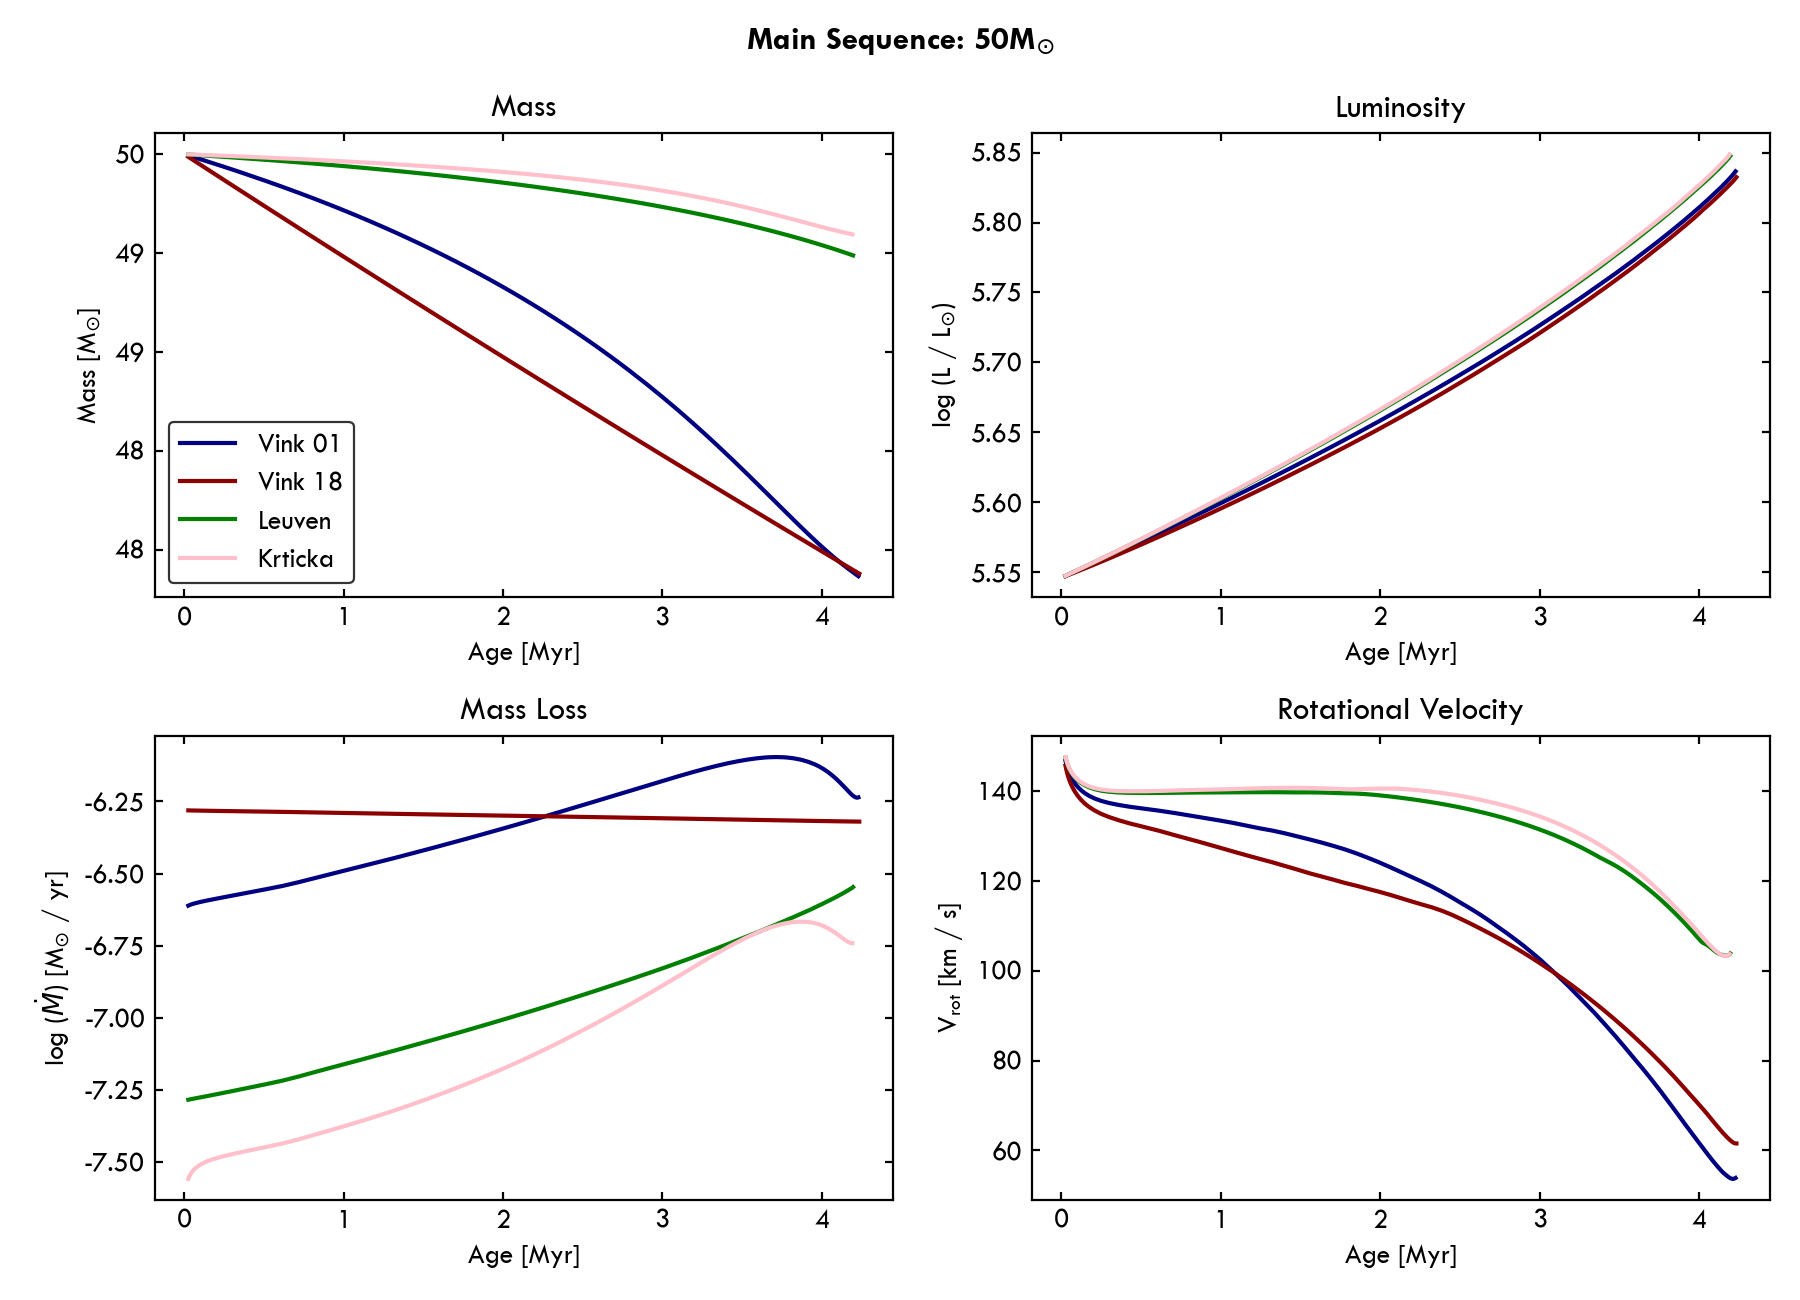 Main Sequence: 50M⊙
Mass
Mass [M⊙]
50
49
49
48
48
Vink 01
Vink 18
Leuven
Krticka
0 1 2 3 4
Age [Myr]
Luminosity
log (L / L⊙)
5.85
5.80
5.75
5.70
5.65
5.60
5.55
0 1 2 3 4
Age [Myr]
Mass Loss
log (Ṁ) [M⊙ / yr]
-6.25
-6.50
-6.75
-7.00
-7.25
-7.50
0 1 2 3 4
Age [Myr]
Rotational Velocity
Vrot [km / s]
140
120
100
80
60
0 1 2 3 4
Age [Myr]